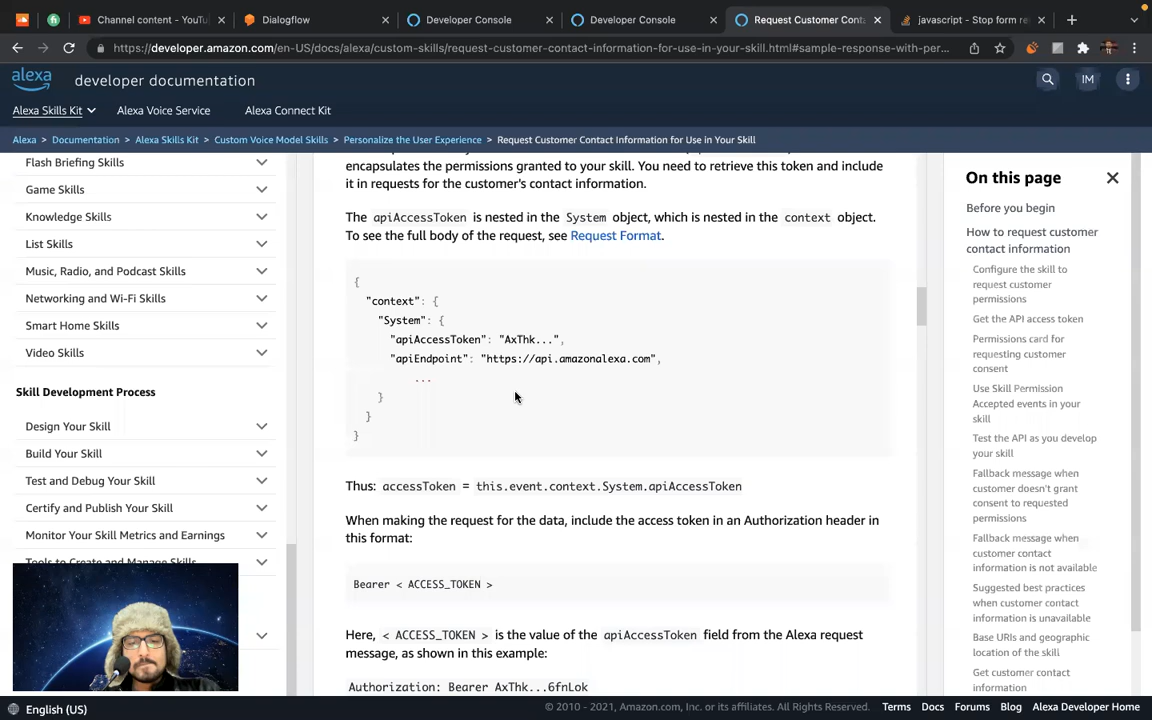 Channel content - YouTu
Dialogflow
Developer Console
Developer Console
Request Customer Conta
javascript - Stop form re
https://developer.amazon.com/en-US/docs/alexa/custom-skills/request-customer-contact-information-for-use-in-your-skill.html#sample-response-with-per...
alexa
developer documentation
IM
Alexa Skills Kit
Alexa Voice Service
Alexa Connect Kit
Alexa > Documentation > Alexa Skills Kit > Custom Voice Model Skills > Personalize the User Experience > Request Customer Contact Information for Use in Your Skill
Flash Briefing Skills
Game Skills
Knowledge Skills
List Skills
Music, Radio, and Podcast Skills
Networking and Wi-Fi Skills
Smart Home Skills
Video Skills
Skill Development Process
Design Your Skill
Build Your Skill
Test and Debug Your Skill
Certify and Publish Your Skill
Monitor Your Skill Metrics and Earnings
Tools to Create and Manage Skills
encapsulates the permissions granted to your skill. You need to retrieve this token and include
it in requests for the customer's contact information.
The apiAccessToken is nested in the System object, which is nested in the context object.
To see the full body of the request, see Request Format.
{
"context": {
"System": {
"apiAccessToken": "AxThk...",
"apiEndpoint": "https://api.amazonalexa.com",
...
}
}
}
Thus: accessToken = this.event.context.System.apiAccessToken
When making the request for the data, include the access token in an Authorization header in
this format:
Bearer < ACCESS_TOKEN >
Here, < ACCESS_TOKEN > is the value of the apiAccessToken field from the Alexa request
message, as shown in this example:
Authorization: Bearer AxThk...6fnLok
On this page
Before you begin
How to request customer
contact information
Configure the skill to
request customer
permissions
Get the API access token
Permissions card for
requesting customer
consent
Use Skill Permission
Accepted events in your
skill
Test the API as you develop
your skill
Fallback message when
customer doesn't grant
consent to requested
permissions
Fallback message when
customer contact
information is not available
Suggested best practices
when customer contact
information is unavailable
Base URIs and geographic
location of the skill
Get customer contact
information
English (US)
© 2010 - 2021, Amazon.com, Inc. or its affiliates. All Rights Reserved.
Terms
Docs
Forums
Blog
Alexa Developer Home